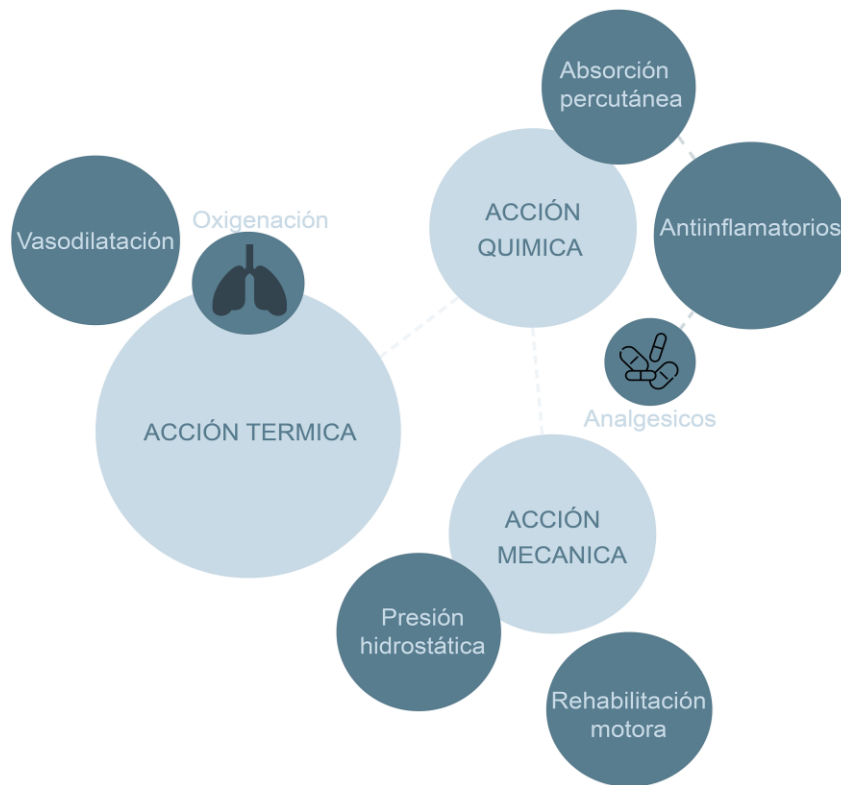 Absorción
percutánea
Vasodilatación
Oxigenación
ACCIÓN
QUIMICA
Antiinflamatorios
Analgesicos
ACCIÓN TERMICA
ACCIÓN
MECANICA
Presión
hidrostática
Rehabilitación
motora